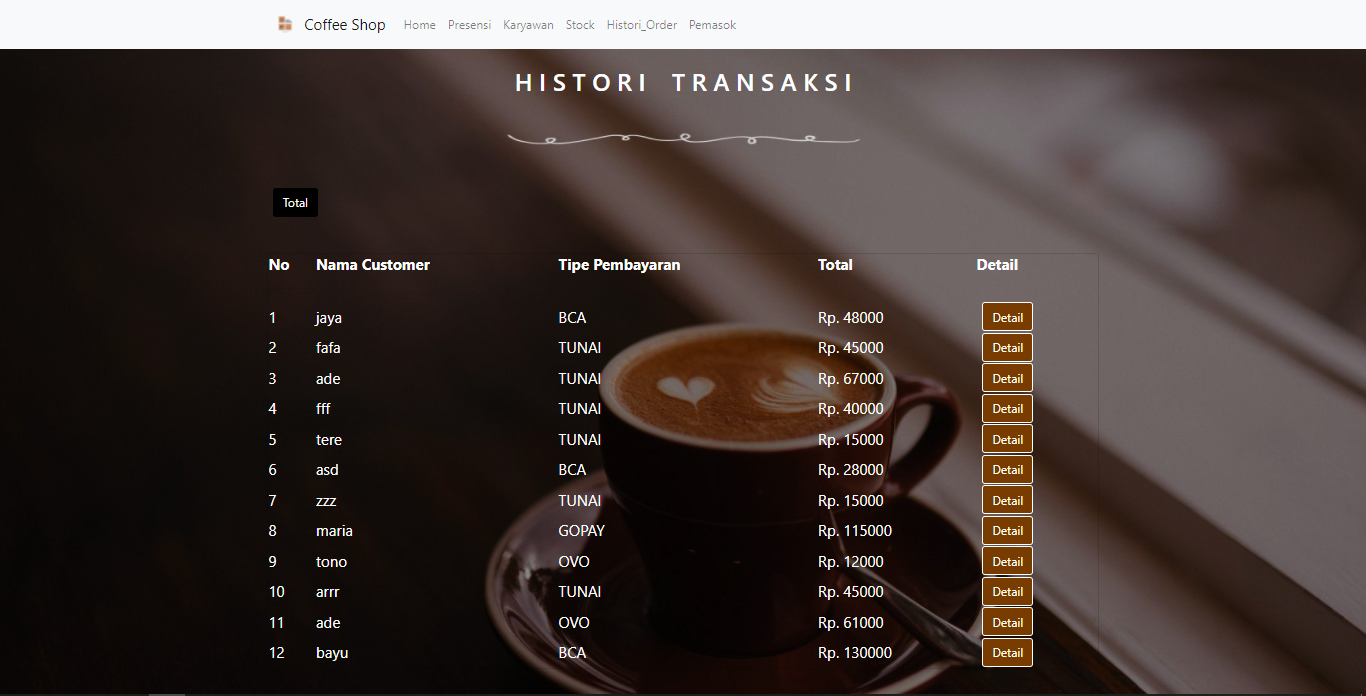 Coffee Shop Home Presensi Karyawan Stock Histori_Order Pemasok
HISTORI TRANSAKSI
Total
No Nama Customer Tipe Pembayaran Total Detail
1 jaya BCA Rp. 48000 Detail
2 fafa TUNAI Rp. 45000 Detail
3 ade TUNAI Rp. 67000 Detail
4 fff TUNAI Rp. 40000 Detail
5 tere TUNAI Rp. 15000 Detail
6 asd BCA Rp. 28000 Detail
7 zzz TUNAI Rp. 15000 Detail
8 maria GOPAY Rp. 115000 Detail
9 tono OVO Rp. 12000 Detail
10 arrr TUNAI Rp. 45000 Detail
11 ade OVO Rp. 61000 Detail
12 bayu BCA Rp. 130000 Detail